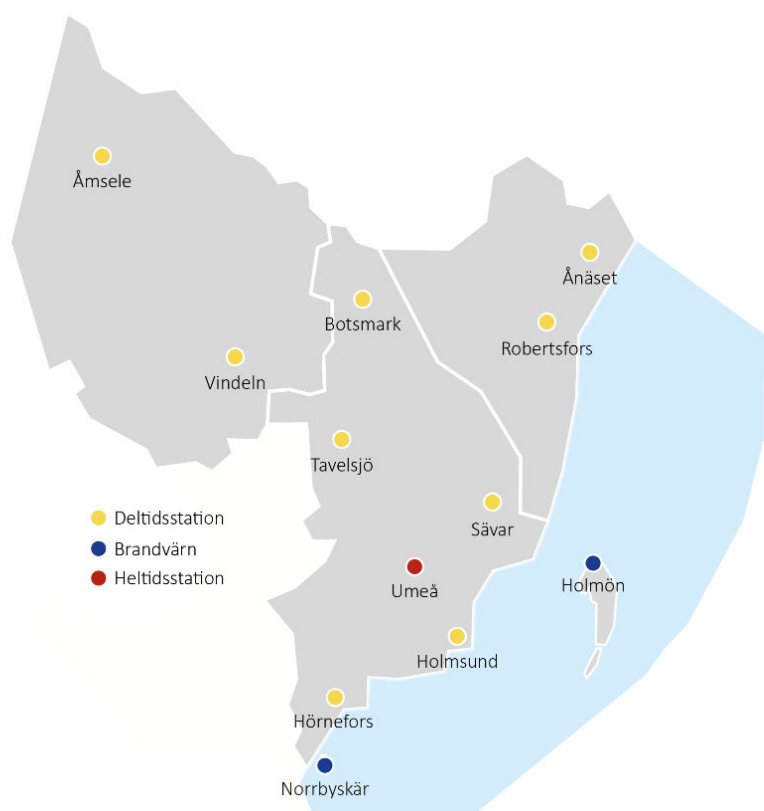 Åmsele
Ånäset
Botsmark
Robertsfors
Vindeln
Tavelsjö
Sävar
Deltidsstation
Brandvärn
Heltidsstation
Umeå
Holmön
Holmsund
Hörnefors
Norrbyskär